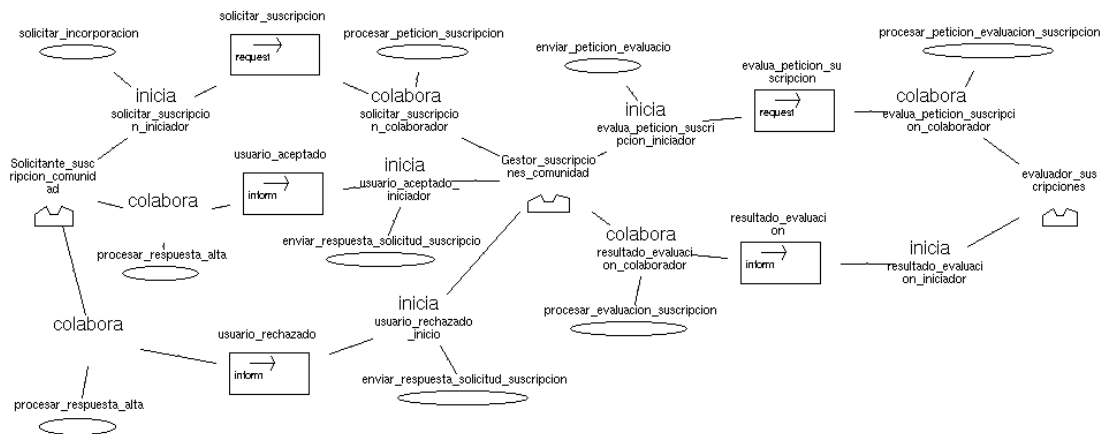 solicitar_suscripcion
solicitar_incorporacion
procesar_peticion_suscripcion
enviar_peticion_evaluacio
procesar_peticion_evaluacion_suscripcion
request
evalua_peticion_su
scripcion
inicia
solicitar_suscripcio
n_iniciador
colabora
solicitar_suscripcio
n_colaborador
inicia
evalua_peticion_suscri
pcion_iniciador
request
colabora
evalua_peticion_suscripci
on_colaborador
Solicitante_susc
ripcion_comunid
ad
usuario_aceptado
inform
inicia
usuario_aceptado_
iniciador
Gestor_suscripcio
nes_comunidad
evaluador_sus
cripciones
colabora
procesar_respuesta_alta
enviar_respuesta_solicitud_suscripcio
colabora
resultado_evaluaci
on_colaborador
resultado_evaluaci
on
inform
inicia
resultado_evaluaci
on_iniciador
procesar_evaluacion_suscripcion
colabora
usuario_rechazado
inform
inicia
usuario_rechazado
_inicio
enviar_respuesta_solicitud_suscripcion
procesar_respuesta_alta